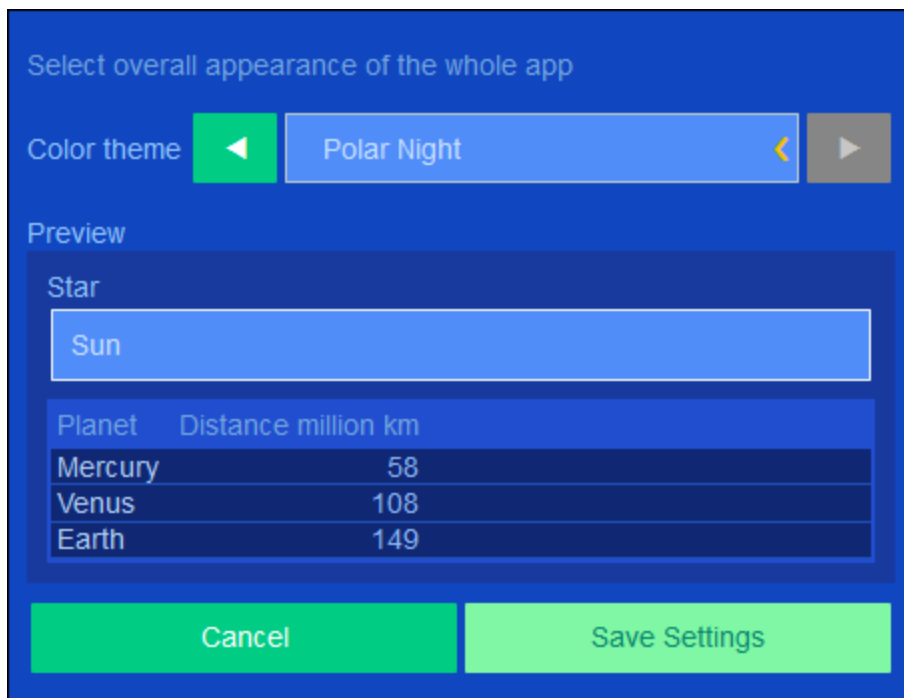 Select overall appearance of the whole app
Color theme
Polar Night
Preview
Star
Sun
Planet Distance million km
Mercury 58
Venus 108
Earth 149
Cancel Save Settings